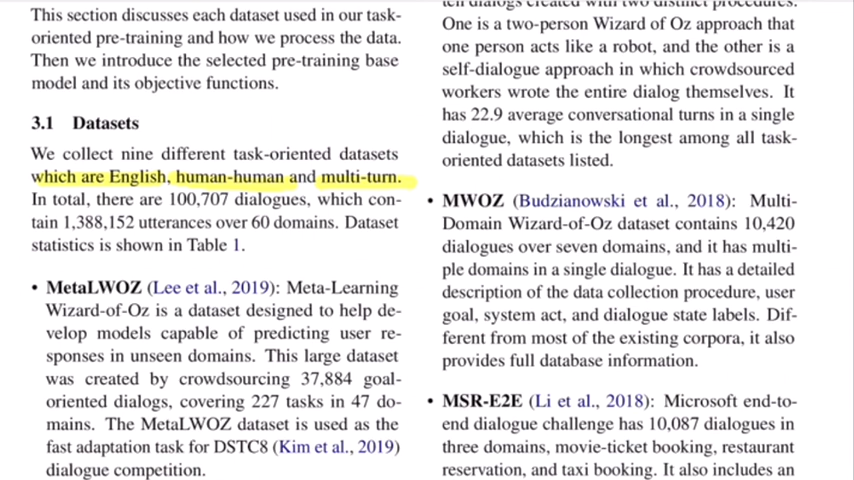 This section discusses each dataset used in our task-
oriented pre-training and how we process the data.
Then we introduce the selected pre-training base
model and its objective functions.
3.1 Datasets
We collect nine different task-oriented datasets
which are English, human-human and multi-turn.
In total, there are 100,707 dialogues, which con-
tain 1,388,152 utterances over 60 domains. Dataset
statistics is shown in Table 1.
• MetaLWOZ (Lee et al., 2019): Meta-Learning
Wizard-of-Oz is a dataset designed to help de-
velop models capable of predicting user re-
sponses in unseen domains. This large dataset
was created by crowdsourcing 37,884 goal-
oriented dialogs, covering 227 tasks in 47 do-
mains. The MetaLWOZ dataset is used as the
fast adaptation task for DSTC8 (Kim et al., 2019)
dialogue competition.
ten dialogs created with two distinct procedures.
One is a two-person Wizard of Oz approach that
one person acts like a robot, and the other is a
self-dialogue approach in which crowdsourced
workers wrote the entire dialog themselves. It
has 22.9 average conversational turns in a single
dialogue, which is the longest among all task-
oriented datasets listed.
• MWOZ (Budzianowski et al., 2018): Multi-
Domain Wizard-of-Oz dataset contains 10,420
dialogues over seven domains, and it has multi-
ple domains in a single dialogue. It has a detailed
description of the data collection procedure, user
goal, system act, and dialogue state labels. Dif-
ferent from most of the existing corpora, it also
provides full database information.
• MSR-E2E (Li et al., 2018): Microsoft end-to-
end dialogue challenge has 10,087 dialogues in
three domains, movie-ticket booking, restaurant
reservation, and taxi booking. It also includes an